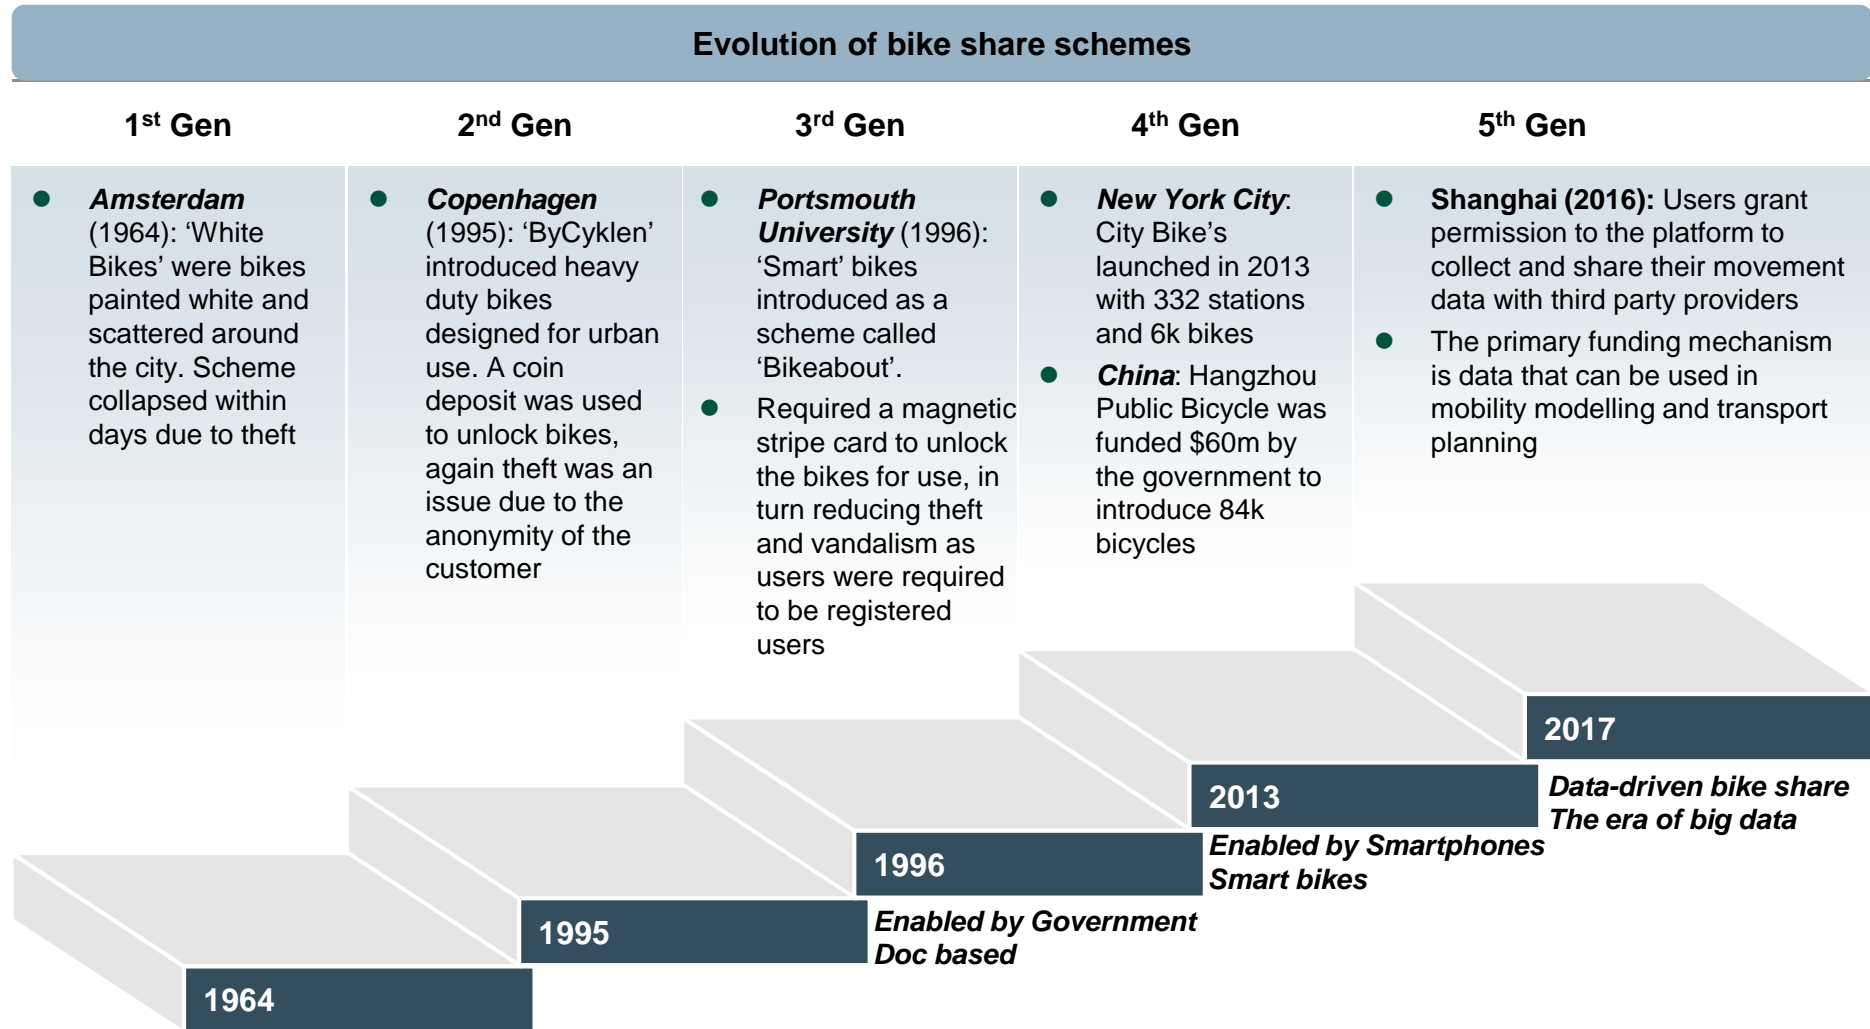 Evolution of bike share schemes
1st Gen
2nd Gen
3rd Gen
4th Gen
5th Gen
● Amsterdam
(1964): ‘White
Bikes’ were bikes
painted white and
scattered around
the city. Scheme
collapsed within
days due to theft
● Copenhagen
(1995): ‘ByCyklen’
introduced heavy
duty bikes
designed for urban
use. A coin
deposit was used
to unlock bikes,
again theft was an
issue due to the
anonymity of the
customer
● Portsmouth
University (1996):
‘Smart’ bikes
introduced as a
scheme called
‘Bikeabout’.
● Required a magnetic
stripe card to unlock
the bikes for use, in
turn reducing theft
and vandalism as
users were required
to be registered
users
● New York City:
City Bike’s
launched in 2013
with 332 stations
and 6k bikes
● China: Hangzhou
Public Bicycle was
funded $60m by
the government to
introduce 84k
bicycles
● Shanghai (2016): Users grant
permission to the platform to
collect and share their movement
data with third party providers
● The primary funding mechanism
is data that can be used in
mobility modelling and transport
planning
1964
1995
1996
Enabled by Government
Doc based
2013
Enabled by Smartphones
Smart bikes
2017
Data-driven bike share
The era of big data